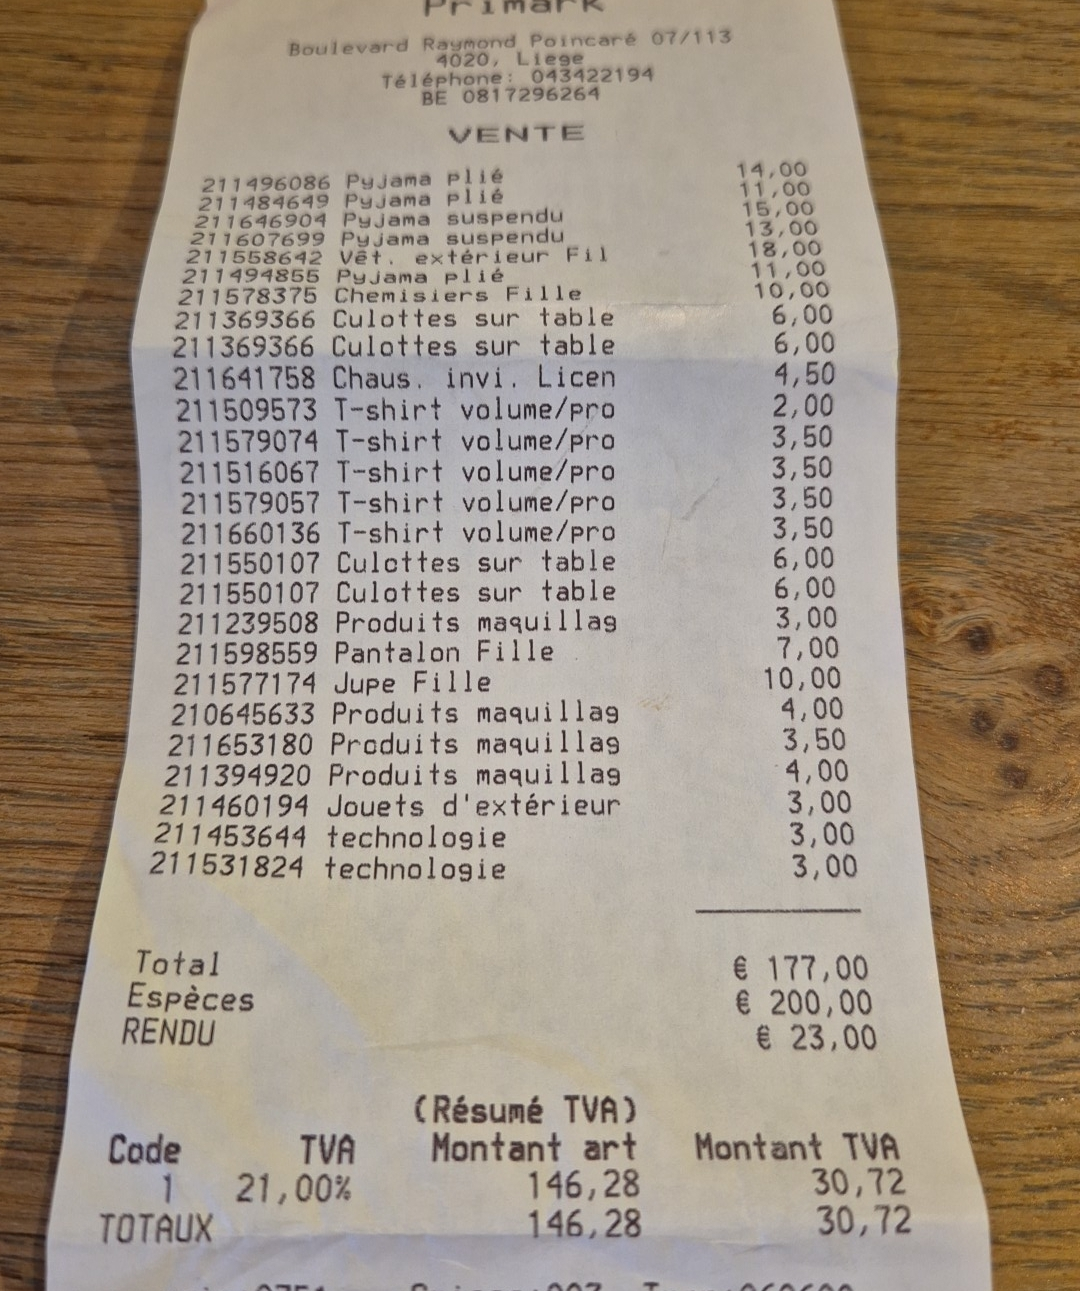 Primark
Boulevard Raymond Poincaré 07/113
4020, Liege
Téléphone: 043422194
BE 0817296264
VENTE
211496086 Pyjama plié 14,00
211484649 Pyjama plié 11,00
211646904 Pyjama suspendu 15,00
211607699 Pyjama suspendu 13,00
211558642 Vêt. extérieur Fil 18,00
211494855 Pyjama plié 11,00
211578375 Chemisiers Fille 10,00
211369366 Culottes sur table 6,00
211369366 Culottes sur table 6,00
211641758 Chaus. invi. Licen 4,50
211509573 T-shirt volume/pro 2,00
211579074 T-shirt volume/pro 3,50
211516067 T-shirt volume/pro 3,50
211579057 T-shirt volume/pro 3,50
211660136 T-shirt volume/pro 3,50
211550107 Culottes sur table 6,00
211550107 Culottes sur table 6,00
211239508 Produits maquillag 3,00
211598559 Pantalon Fille 7,00
211577174 Jupe Fille 10,00
210645633 Produits maquillag 4,00
211653180 Produits maquillag 3,50
211394920 Produits maquillag 4,00
211460194 Jouets d'extérieur 3,00
211453644 technologie 3,00
211531824 technologie 3,00
Total € 177,00
Espèces € 200,00
RENDU € 23,00
(Résumé TVA)
Code TVA Montant art Montant TVA
1 21,00% 146,28 30,72
TOTAUX 146,28 30,72